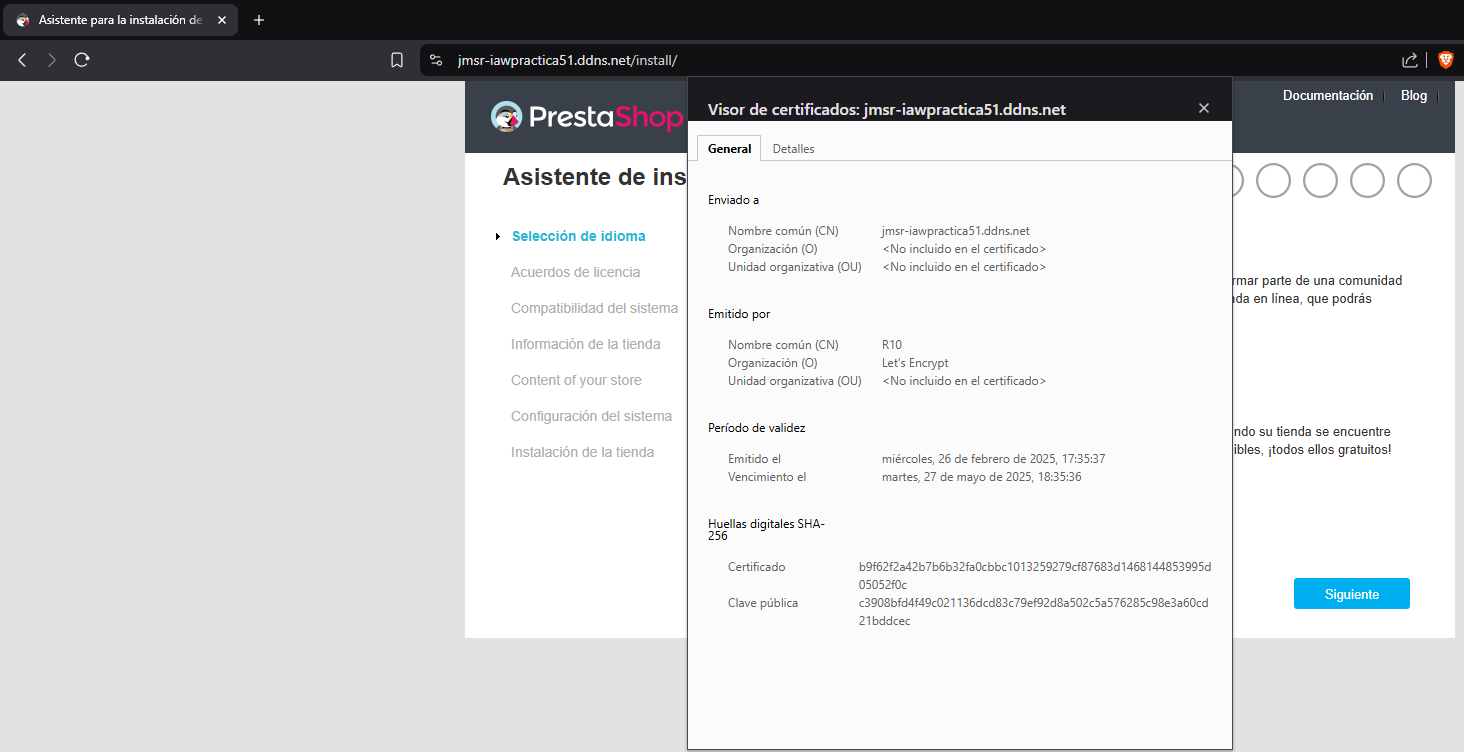 Asistente para la instalación de
jmsr-iawpractica51.ddns.net/install/
PrestaShop
Documentación
Blog
Asistente de ins
Selección de idioma
Acuerdos de licencia
Compatibilidad del sistema
Información de la tienda
Content of your store
Configuración del sistema
Instalación de la tienda
Visor de certificados: jmsr-iawpractica51.ddns.net
General Detalles
Enviado a
Nombre común (CN) jmsr-iawpractica51.ddns.net
Organización (O) <No incluido en el certificado>
Unidad organizativa (OU) <No incluido en el certificado>
Emitido por
Nombre común (CN) R10
Organización (O) Let's Encrypt
Unidad organizativa (OU) <No incluido en el certificado>
Período de validez
Emitido el miércoles, 26 de febrero de 2025, 17:35:37
Vencimiento el martes, 27 de mayo de 2025, 18:35:36
Huellas digitales SHA-
256
Certificado b9f62f2a42b7b6b32fa0cbbc1013259279cf87683d1468144853995d
05052f0c
Clave pública c3908bfd4f49c021136dcd83c79ef92d8a502c5a576285c98e3a60cd
21bddcec
rmar parte de una comunidad
da en línea, que podrás
ndo su tienda se encuentre
ibles, ¡todos ellos gratuitos!
Siguiente